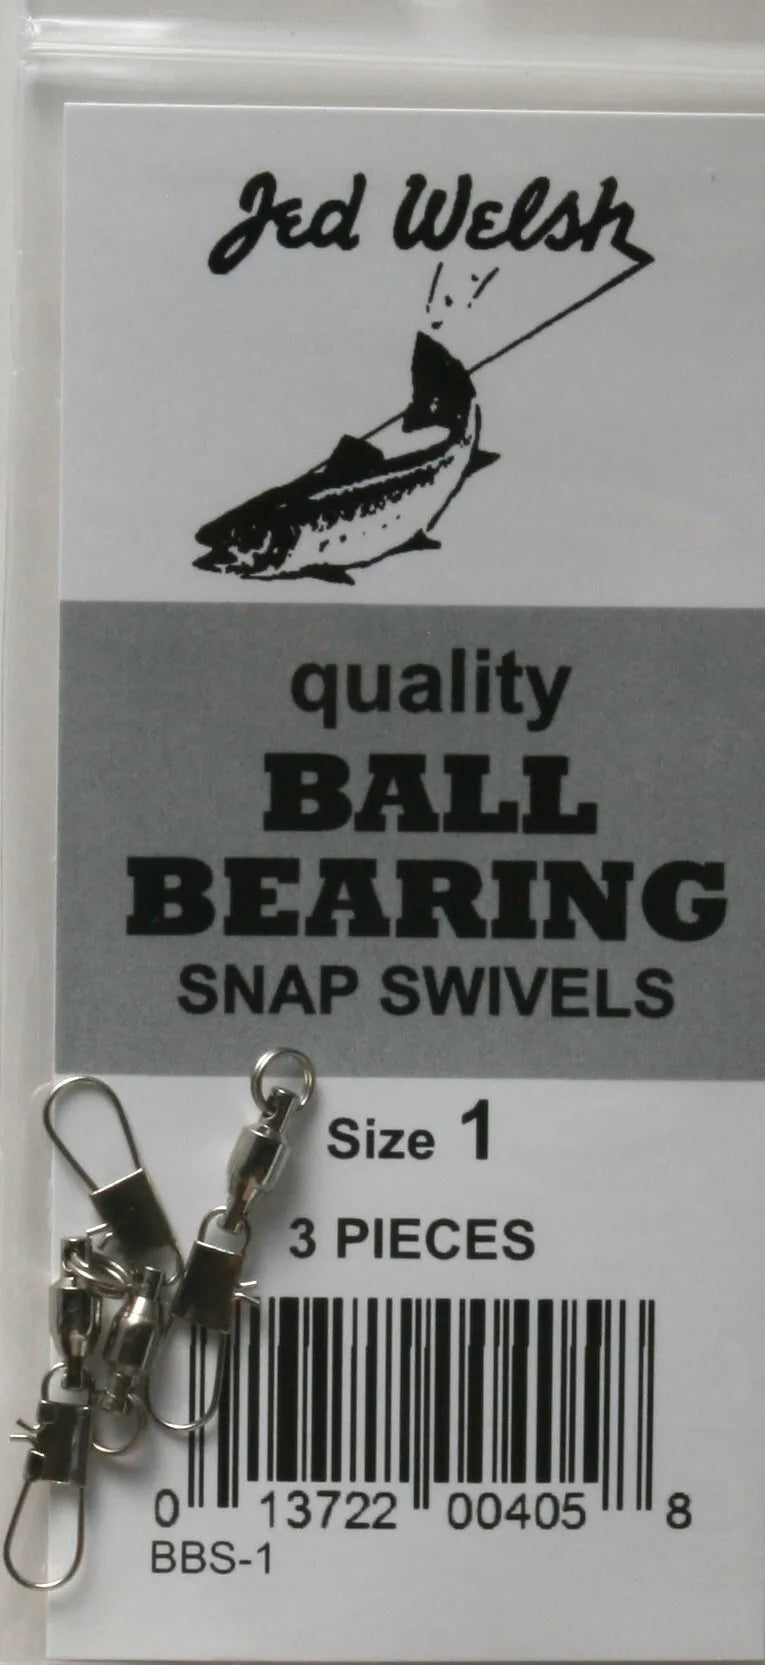 Jed Welsh
quality
BALL
BEARING
SNAP SWIVELS
Size 1
3 PIECES
0 13722 00405 8
BBS-1